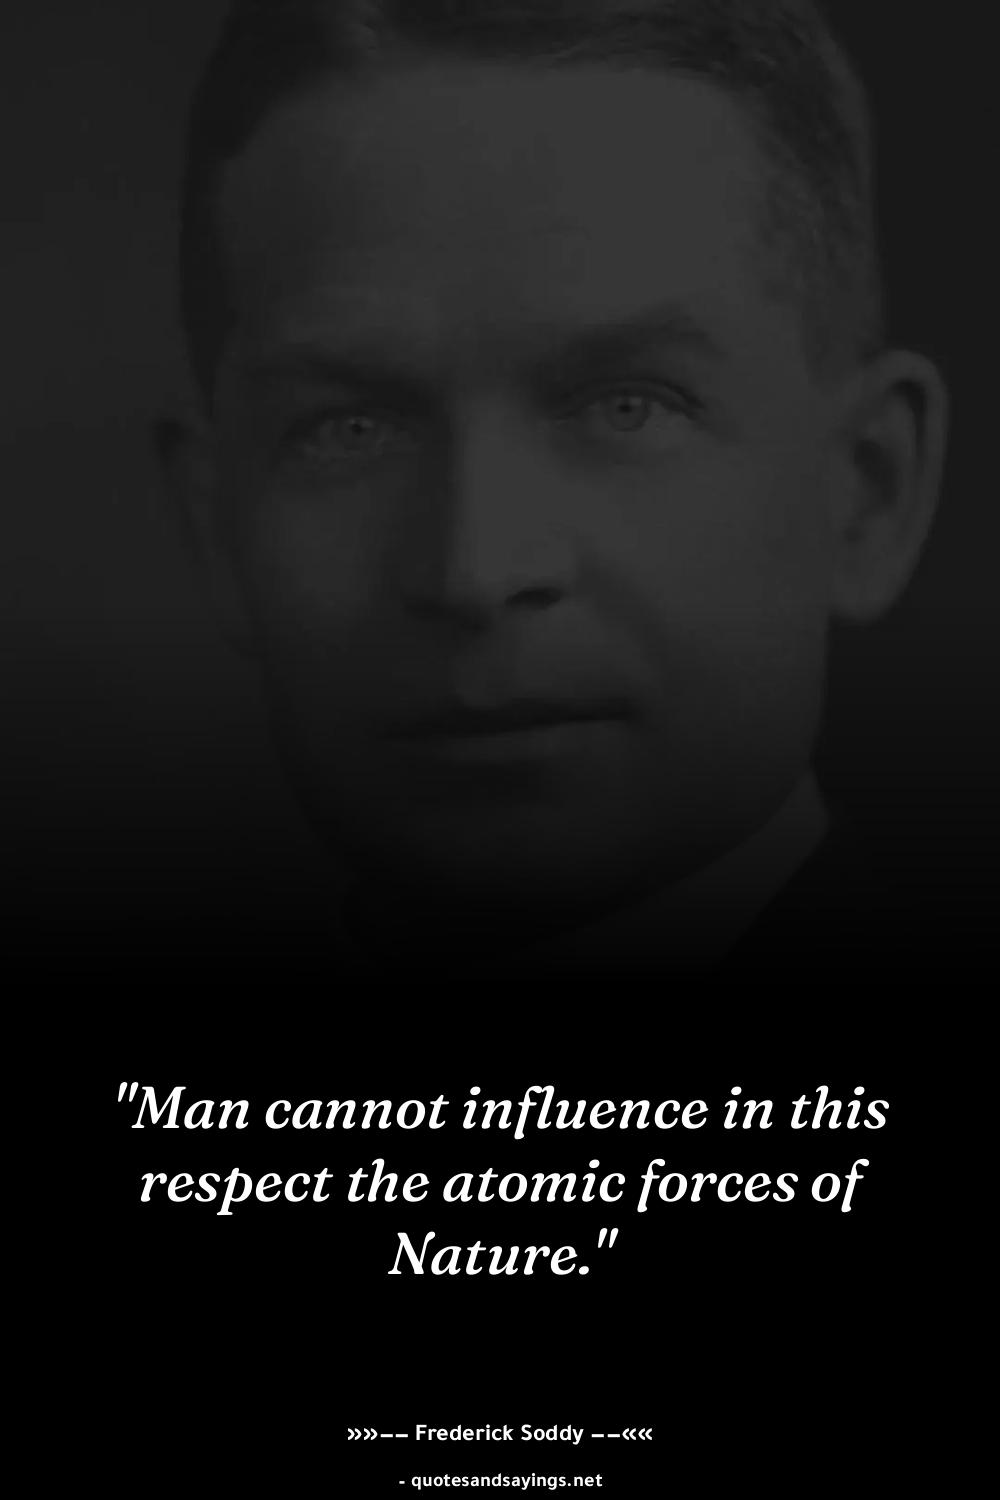 "Man cannot influence in this
respect the atomic forces of
Nature."
»»−− Frederick Soddy −−««
- quotesandsayings.net